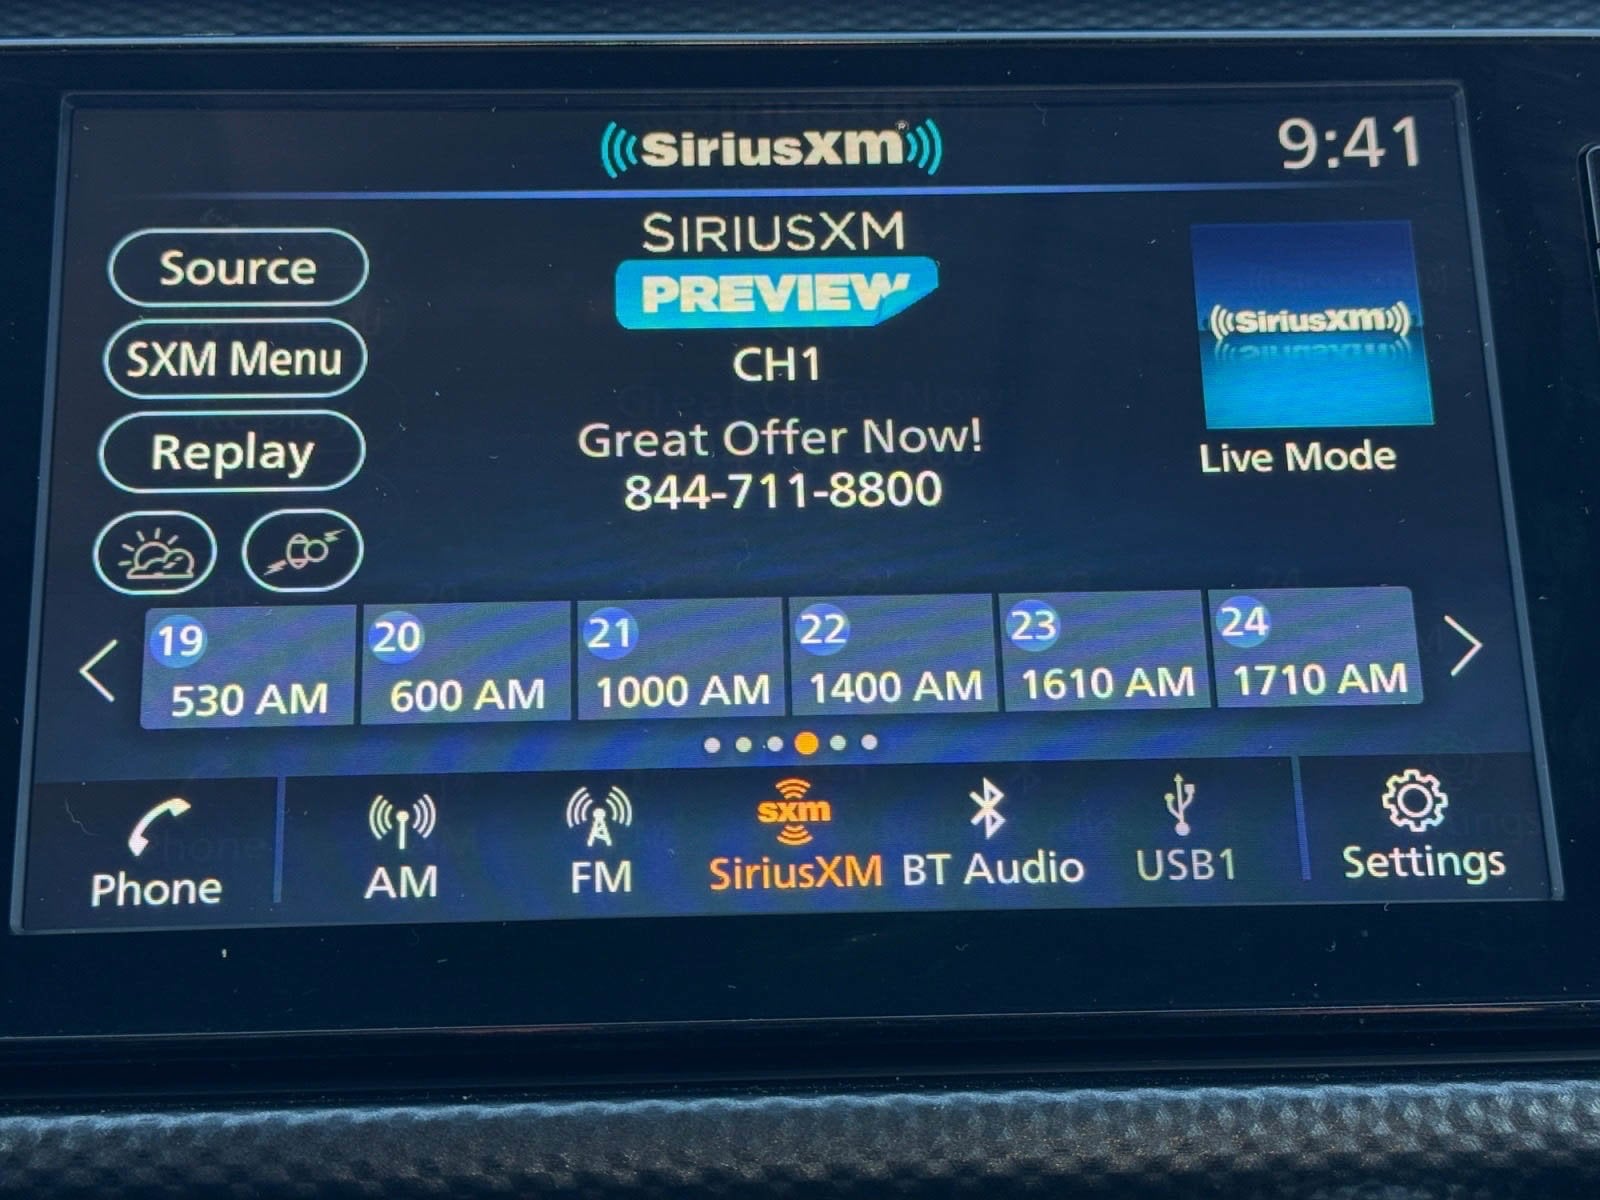 SiriusXM®
9:41
Source
SXM Menu
Replay
SIRIUSXM
PREVIEW
CH1
Great Offer Now!
844-711-8800
SiriusXM
Live Mode
19
530 AM
20
600 AM
21
1000 AM
22
1400 AM
23
1610 AM
24
1710 AM
Phone
AM
FM
sxm
SiriusXM
BT Audio
USB1
Settings